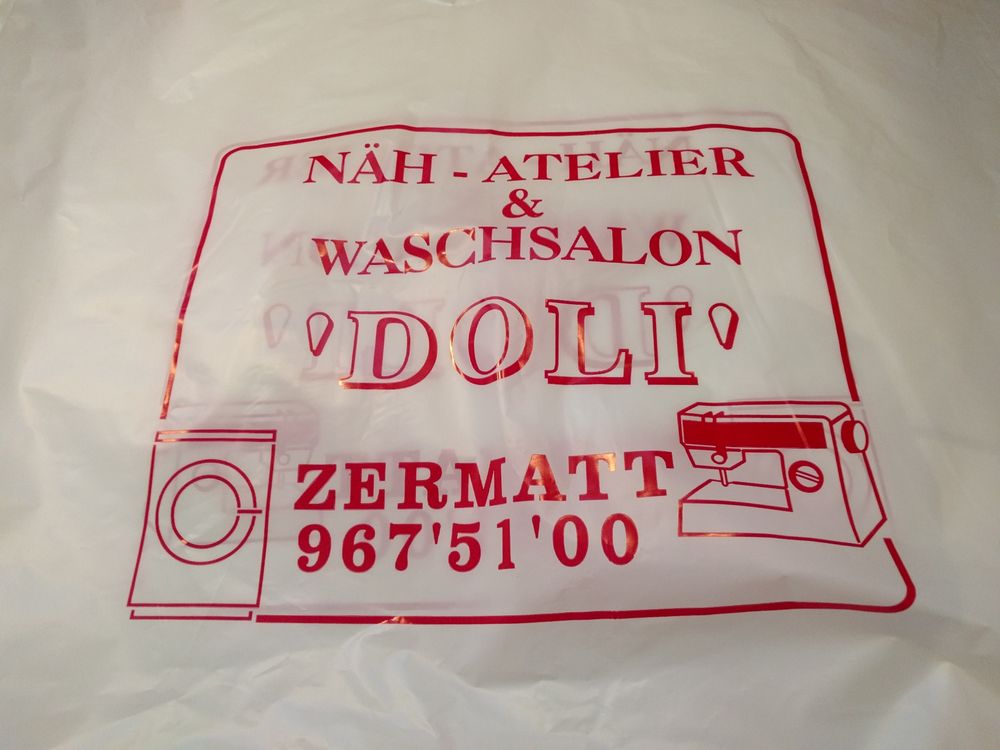 NÄH - ATELIER
&
WASCHSALON
'DOLI'
ZERMATT
967'51'00